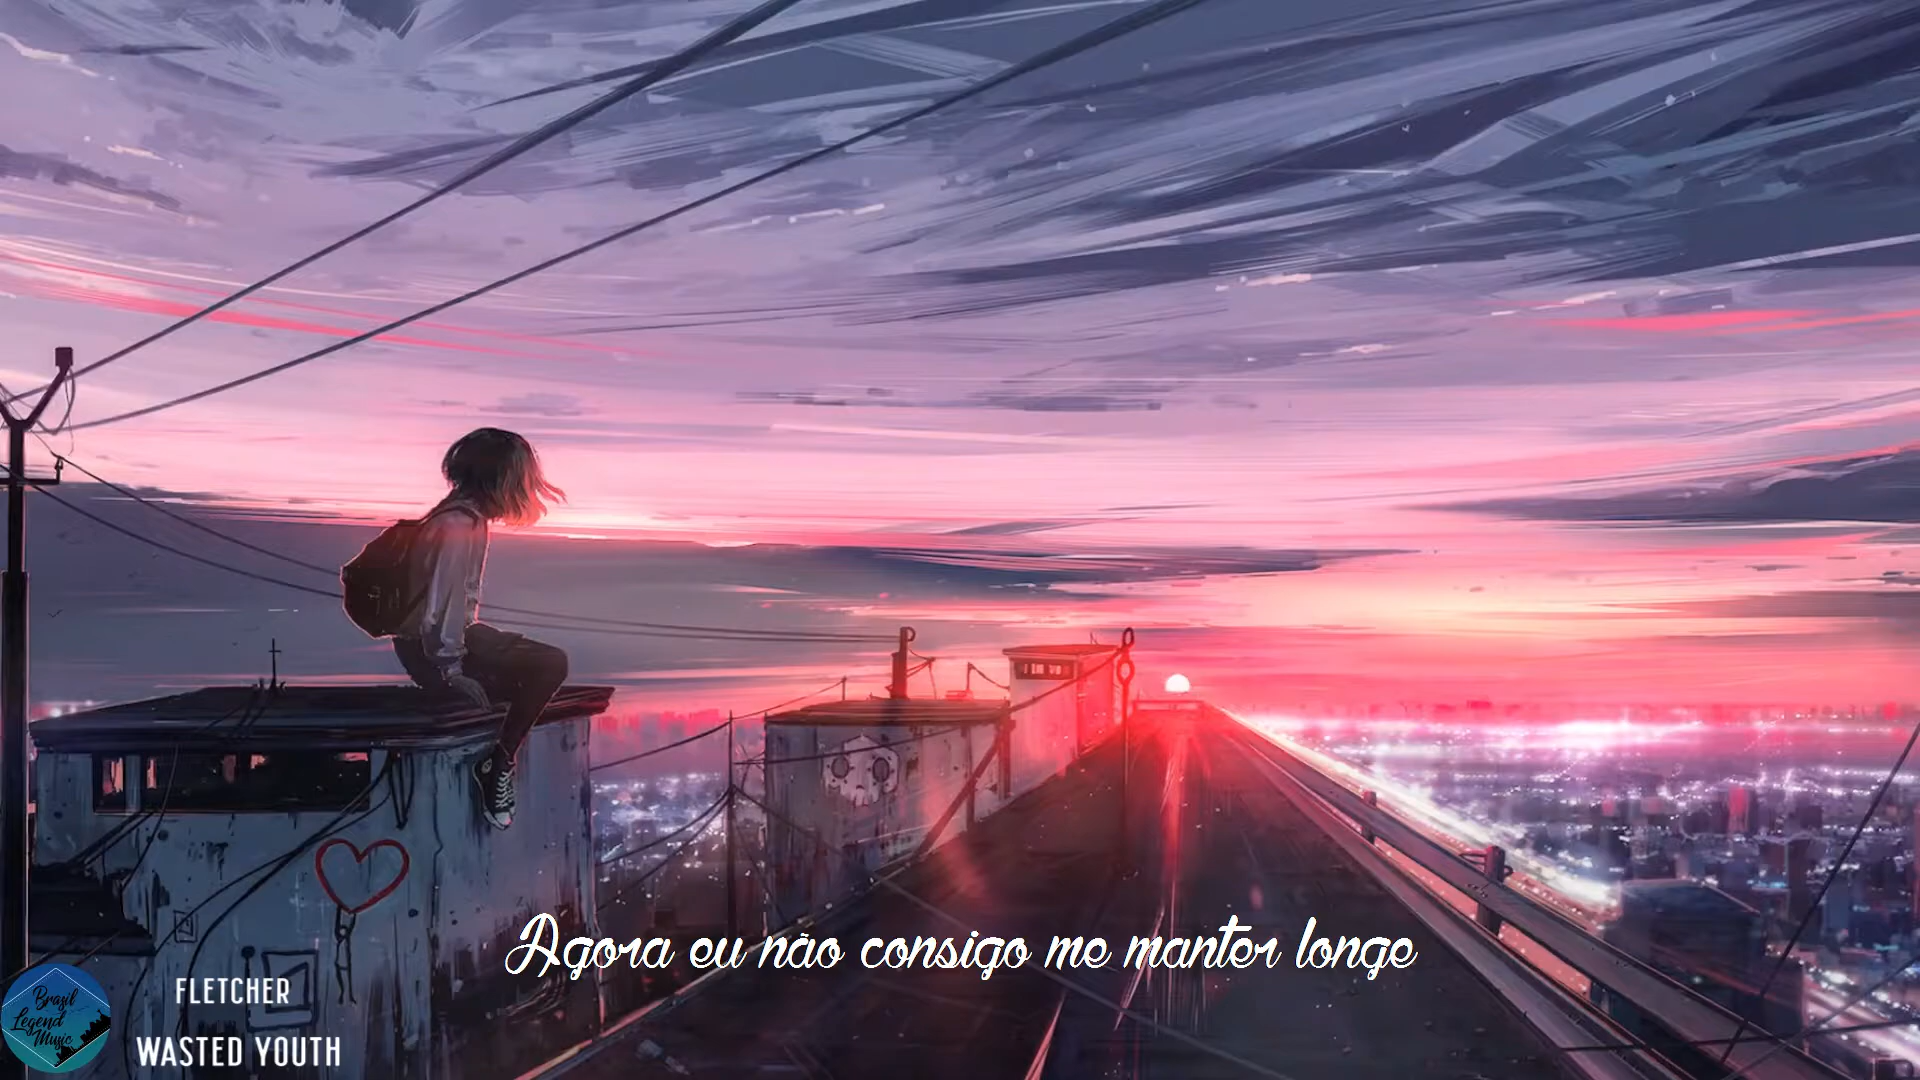 Agora eu não consigo me manter longe
Brazil
Legend
Music
FLETCHER
WASTED YOUTH